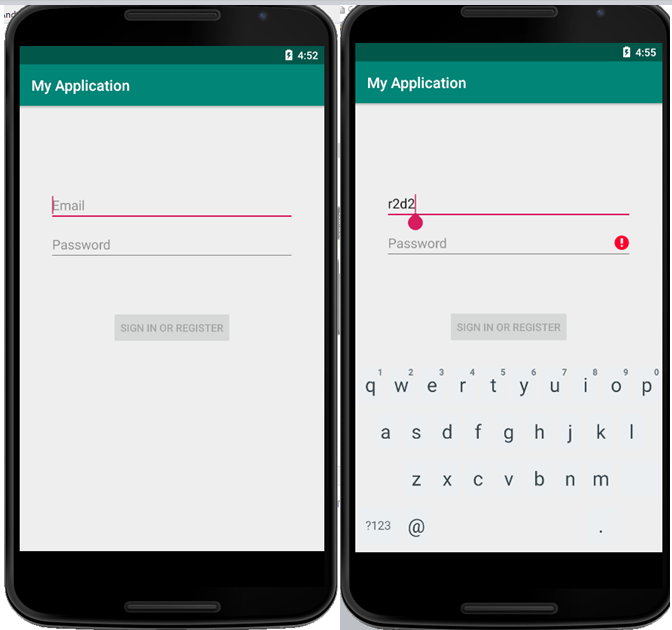 4:52
My Application
Email
Password
SIGN IN OR REGISTER
4:55
My Application
r2d2
Password
SIGN IN OR REGISTER
1 2 3 4 5 6 7 8 9 0
q w e r t y u i o p
a s d f g h j k l
z x c v b n m
?123 @ .